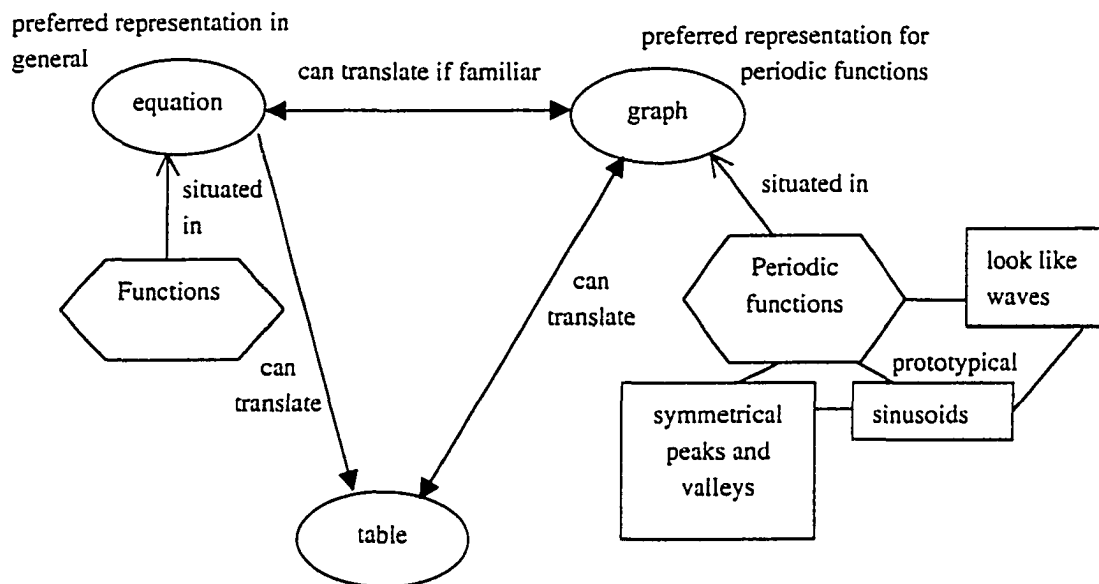 preferred representation in
general
preferred representation for
periodic functions
can translate if familiar
equation
graph
situated
in
situated in
Functions
Periodic
functions
look like
waves
can
translate
can
translate
prototypical
sinusoids
symmetrical
peaks and
valleys
table